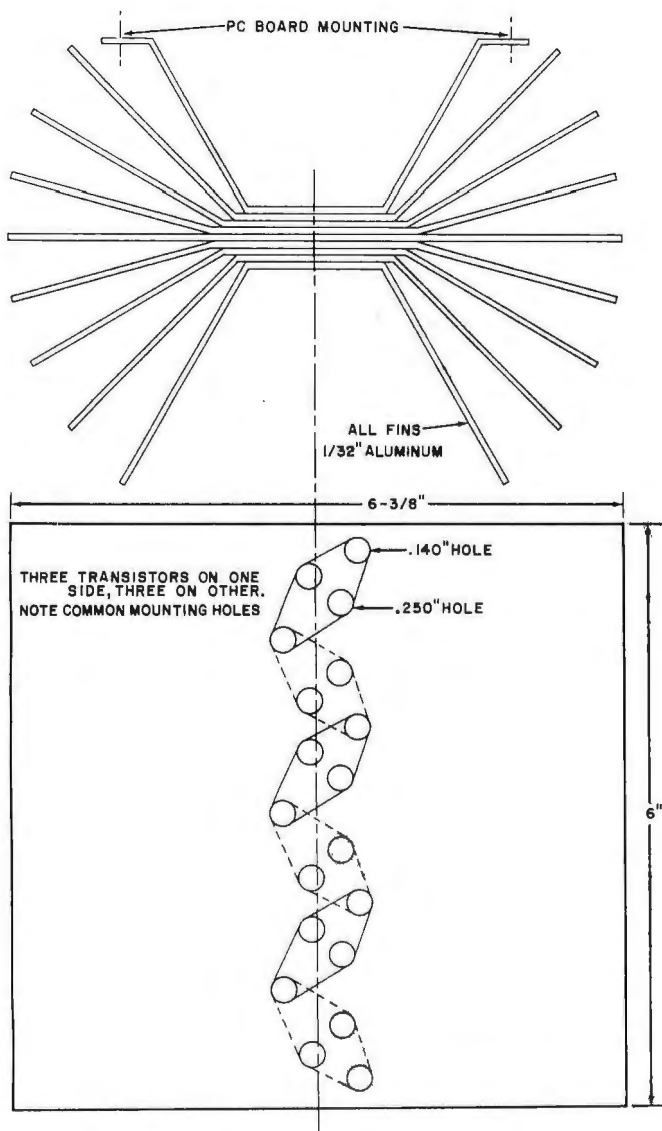 PC BOARD MOUNTING
ALL FINS
1/32" ALUMINUM
6-3/8"
THREE TRANSISTORS ON ONE
SIDE, THREE ON OTHER.
NOTE COMMON MOUNTING HOLES
.140" HOLE
.250" HOLE
6"